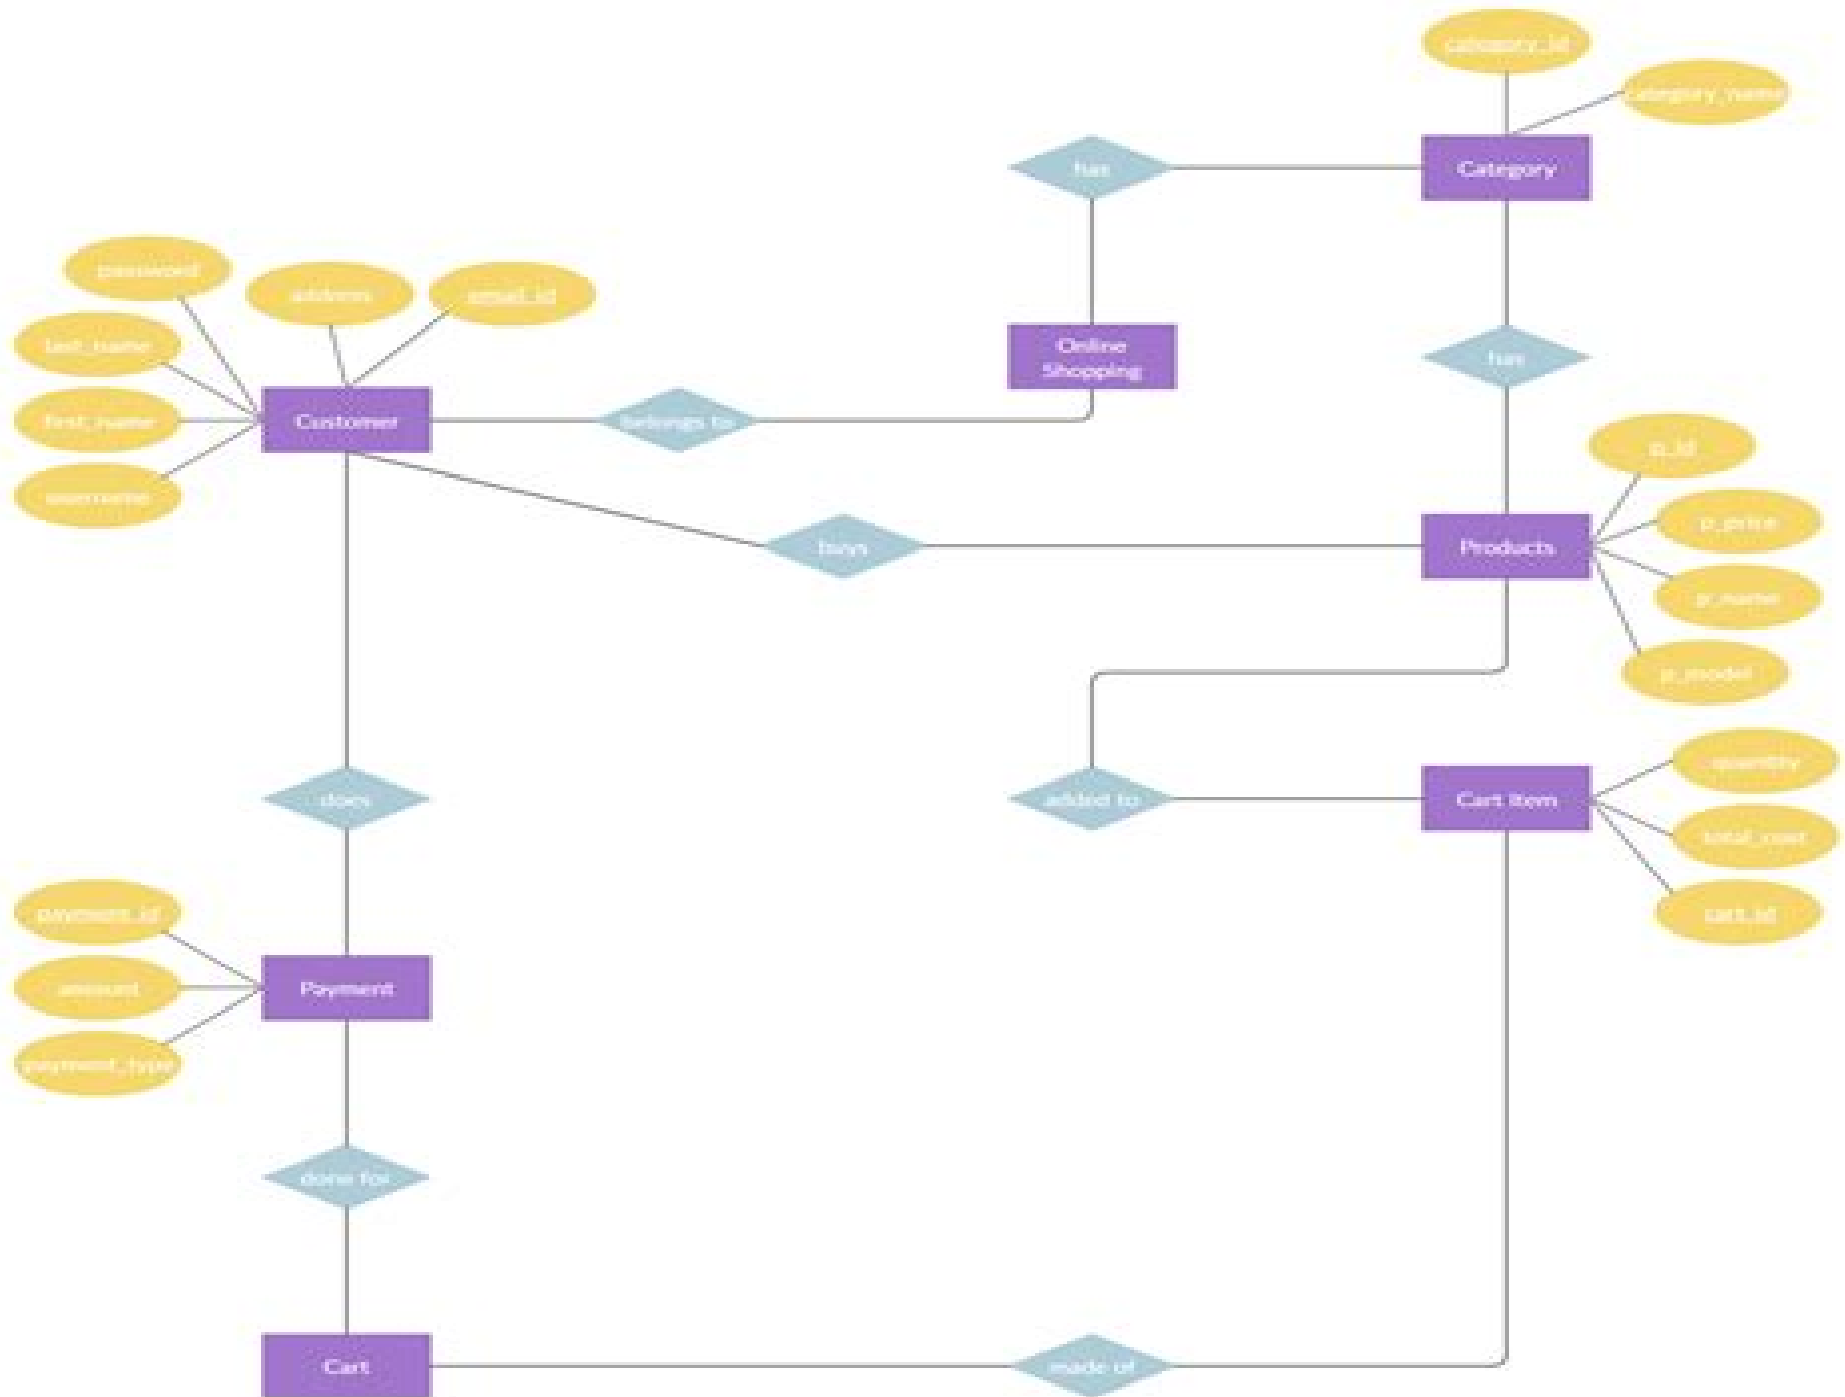 category_id
category_name
has
Category
password
address
email_id
last_name
Online
Shopping
has
first_name
Customer
belongs to
username
p_id
p_price
buys
Products
p_name
p_model
quantity
does
added to
Cart Item
total_cost
payment_id
cart_id
amount
Payment
payment_type
done for
Cart
made of